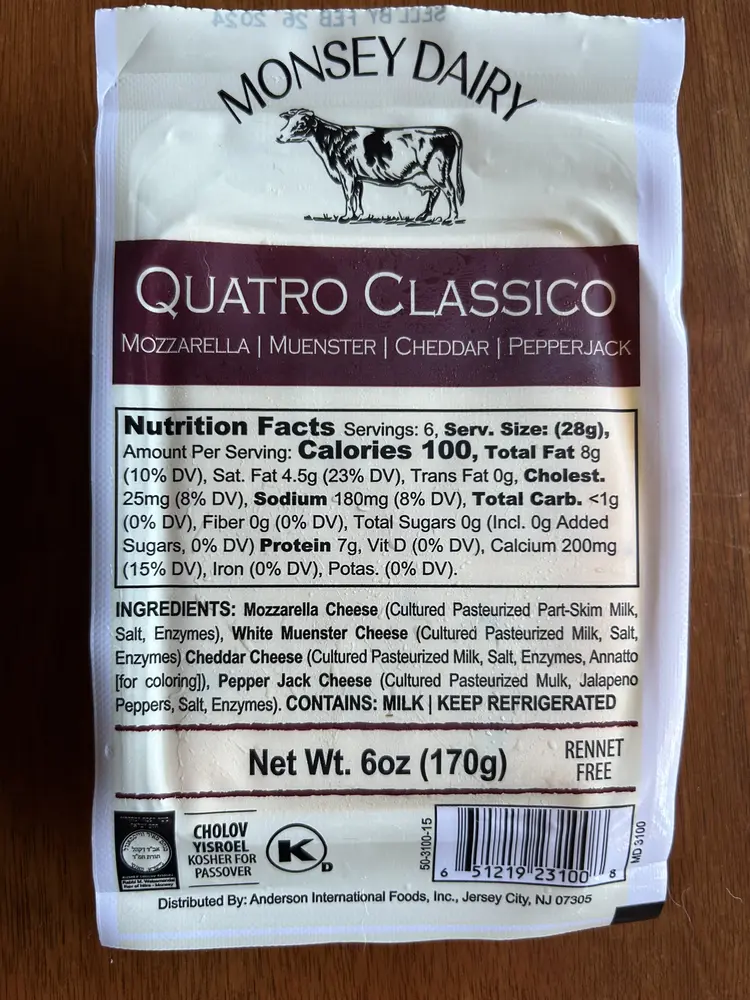 SELL BY FEB 26 2024
MONSEY DAIRY
QUATRO CLASSICO
MOZZARELLA | MUENSTER | CHEDDAR | PEPPERJACK
Nutrition Facts Servings: 6, Serv. Size: (28g),
Amount Per Serving: Calories 100, Total Fat 8g
(10% DV), Sat. Fat 4.5g (23% DV), Trans Fat 0g, Cholest.
25mg (8% DV), Sodium 180mg (8% DV), Total Carb. <1g
(0% DV), Fiber 0g (0% DV), Total Sugars 0g (Incl. 0g Added
Sugars, 0% DV) Protein 7g, Vit D (0% DV), Calcium 200mg
(15% DV), Iron (0% DV), Potas. (0% DV).
INGREDIENTS: Mozzarella Cheese (Cultured Pasteurized Part-Skim Milk,
Salt, Enzymes), White Muenster Cheese (Cultured Pasteurized Milk, Salt,
Enzymes) Cheddar Cheese (Cultured Pasteurized Milk, Salt, Enzymes, Annatto
[for coloring]), Pepper Jack Cheese (Cultured Pasteurized Mulk, Jalapeno
Peppers, Salt, Enzymes). CONTAINS: MILK | KEEP REFRIGERATED
Net Wt. 6oz (170g)
RENNET
FREE
CHOLOV
YISROEL
KOSHER FOR
PASSOVER
K
D
50-3100-15
6 51219 23100 8
MD 3100
Distributed By: Anderson International Foods, Inc., Jersey City, NJ 07305